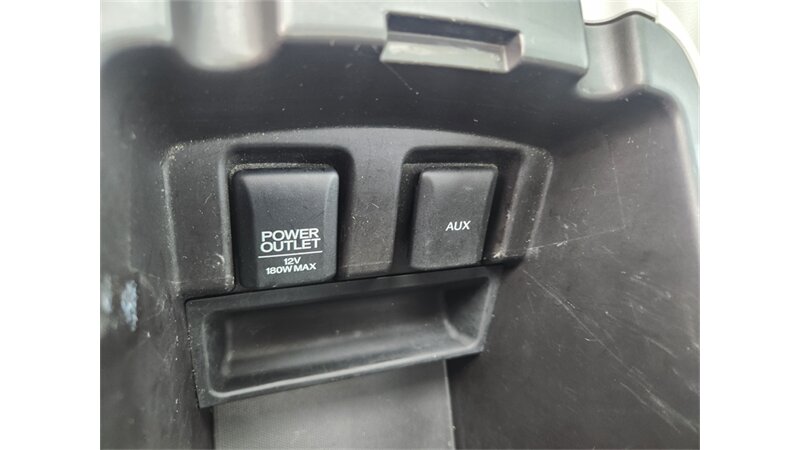 POWER
OUTLET
12V
180W MAX
AUX